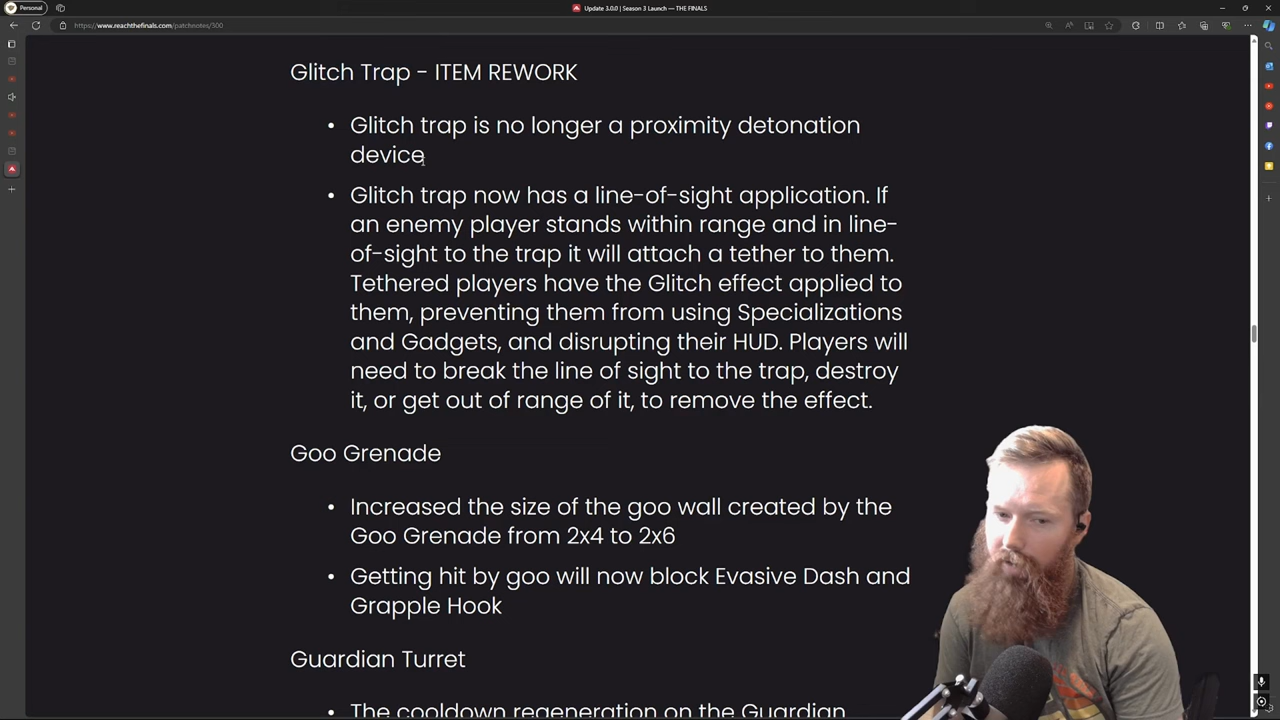 Personal
Update 3.0.0 | Season 3 Launch — THE FINALS
https://www.reachthefinals.com/patchnotes/300
Glitch Trap - ITEM REWORK
• Glitch trap is no longer a proximity detonation
device
• Glitch trap now has a line-of-sight application. If
an enemy player stands within range and in line-
of-sight to the trap it will attach a tether to them.
Tethered players have the Glitch effect applied to
them, preventing them from using Specializations
and Gadgets, and disrupting their HUD. Players will
need to break the line of sight to the trap, destroy
it, or get out of range of it, to remove the effect.
Goo Grenade
• Increased the size of the goo wall created by the
Goo Grenade from 2x4 to 2x6
• Getting hit by goo will now block Evasive Dash and
Grapple Hook
Guardian Turret
• The cooldown regeneration on the Guardian